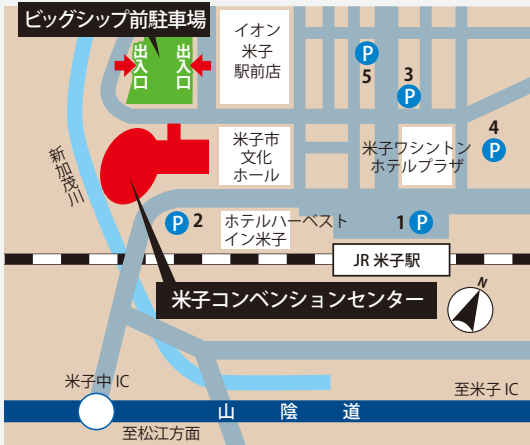 ビッグシップ前駐車場
出入口
出入口
イオン
米子
駅前店
P
5
3
P
4
P
新加茂川
米子市
文化
ホール
米子ワシントン
ホテルプラザ
P 2
ホテルハーベスト
イン米子
1 P
JR 米子駅
米子コンベンションセンター
N
米子中 IC
至米子 IC
山陰道
至松江方面